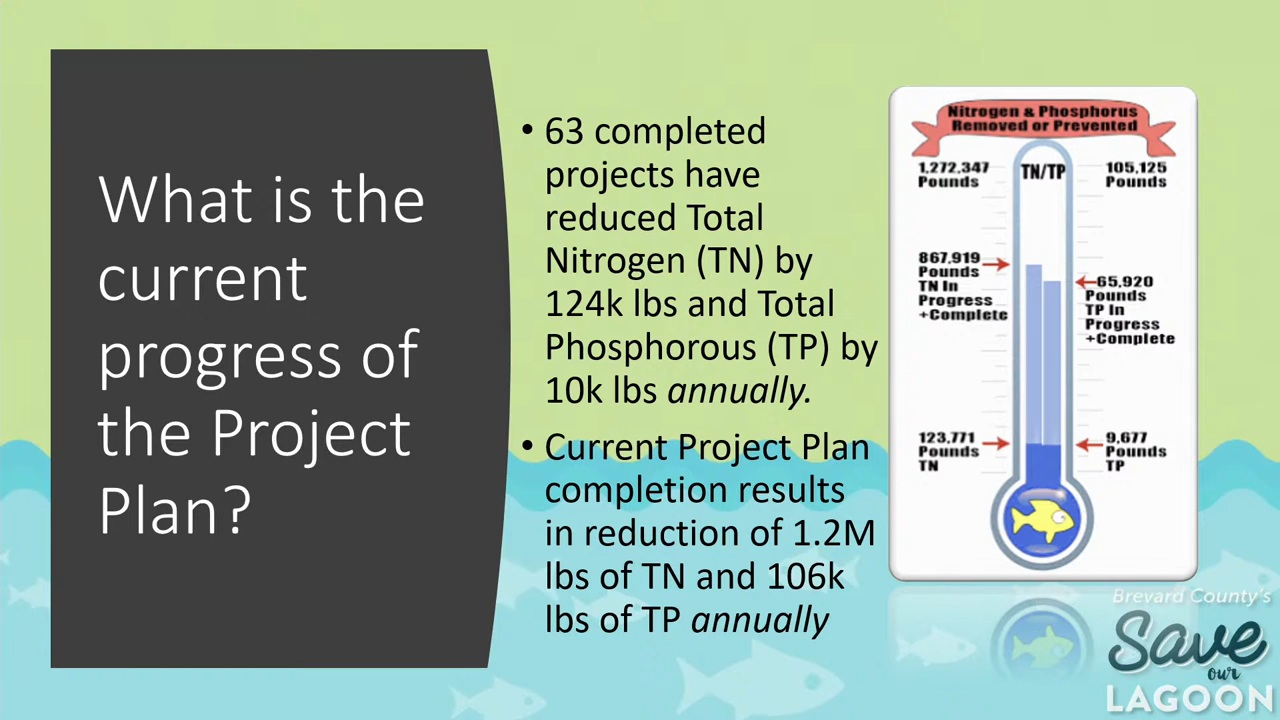 What is the
current
progress of
the Project
Plan?
• 63 completed
projects have
reduced Total
Nitrogen (TN) by
124k lbs and Total
Phosphorous (TP) by
10k lbs annually.
• Current Project Plan
completion results
in reduction of 1.2M
lbs of TN and 106k
lbs of TP annually
Nitrogen & Phosphorus
Removed or Prevented
1,272,347
Pounds
TN/TP
105,125
Pounds
867,919
Pounds
TN In
Progress
+Complete
65,920
Pounds
TP In
Progress
+Complete
123,771
Pounds
TN
9,677
Pounds
TP
Brevard County's
Save
our
LAGOON